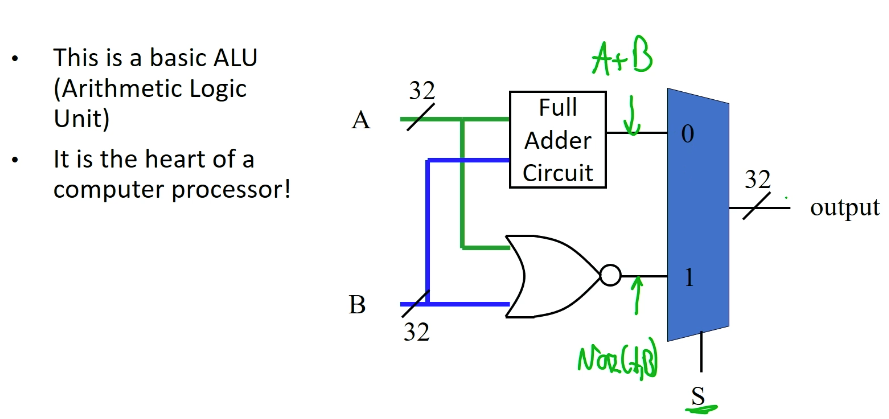 • This is a basic ALU
(Arithmetic Logic
Unit)
• It is the heart of a
computer processor!
A+B
32
A
Full
Adder
Circuit
0
32
output
B
32
1
Nor(A,B)
S